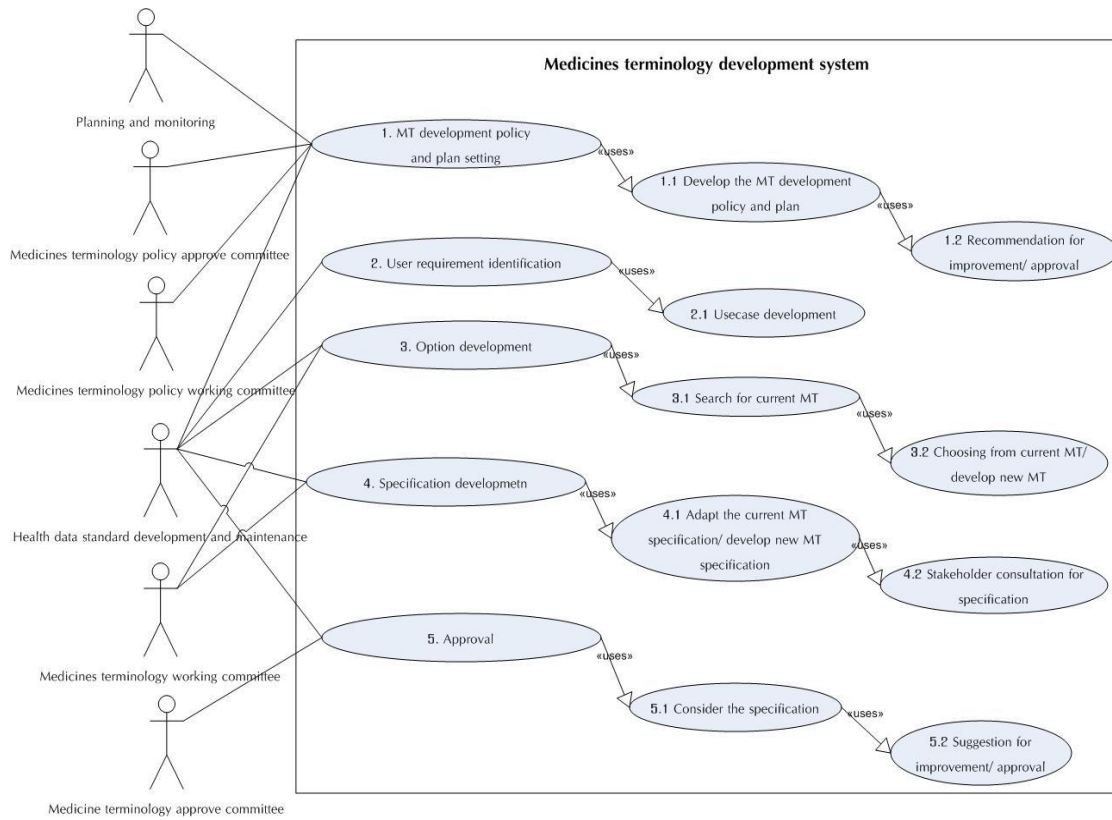 Medicines terminology development system
Planning and monitoring
1. MT development policy
and plan setting
«uses»
1.1 Develop the MT development
policy and plan
«uses»
1.2 Recommendation for
improvement/ approval
Medicines terminology policy approve committee
2. User requirement identification
«uses»
2.1 Usecase development
Medicines terminology policy working committee
3. Option development
«uses»
3.1 Search for current MT
«uses»
3.2 Choosing from current MT/
develop new MT
Health data standard development and maintenance
4. Specification developmetn
«uses»
4.1 Adapt the current MT
specification/ develop new MT
specification
«uses»
4.2 Stakeholder consultation for
specification
Medicines terminology working committee
5. Approval
«uses»
5.1 Consider the specification
«uses»
5.2 Suggestion for
improvement/ approval
Medicine terminology approve committee